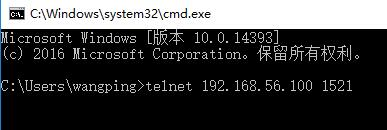 C:\Windows\system32\cmd.exe
Microsoft Windows [版本 10.0.14393]
(c) 2016 Microsoft Corporation。保留所有权利。
C:\Users\wangping>telnet 192.168.56.100 1521